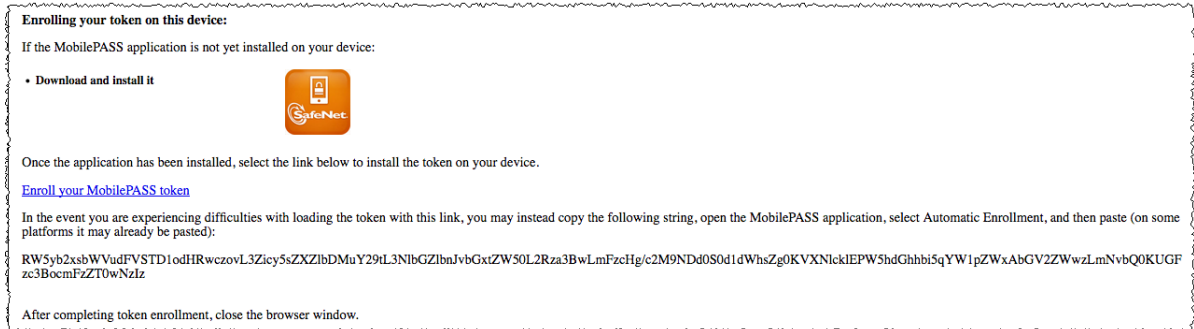 Enrolling your token on this device:
If the MobilePASS application is not yet installed on your device:
• Download and install it
SafeNet
Once the application has been installed, select the link below to install the token on your device.
Enroll your MobilePASS token
In the event you are experiencing difficulties with loading the token with this link, you may instead copy the following string, open the MobilePASS application, select Automatic Enrollment, and then paste (on some
platforms it may already be pasted):
RW5yb2xsbWVudFVSTD1odHRwczovL3Zicy5sZXZlbDMuY29tL3NlbGZlbnJvbGxtZW50L2Rza3BwLmFzcHg/c2M9NDd0S0d1dWhsZg0KVXNlcklEPW5hdGhhbi5qYW1pZWxAbGV2ZWwzLmNvbQ0KUGF
zc3BocmFzZT0wNzIz
After completing token enrollment, close the browser window.